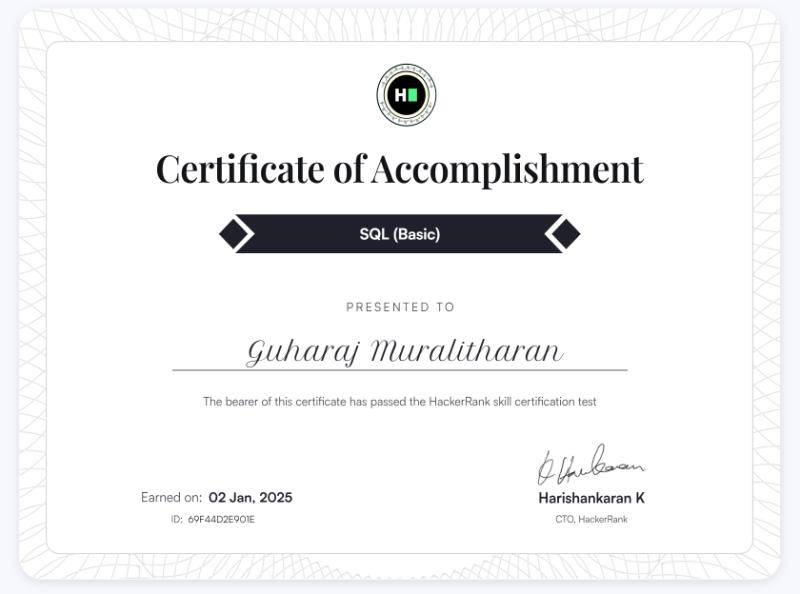 H
Certificate of Accomplishment
SQL (Basic)
PRESENTED TO
Guharaj Muralitharan
The bearer of this certificate has passed the HackerRank skill certification test
Earned on: 02 Jan, 2025
ID: 69F44D2E901E
Harishankaran K
CTO, HackerRank